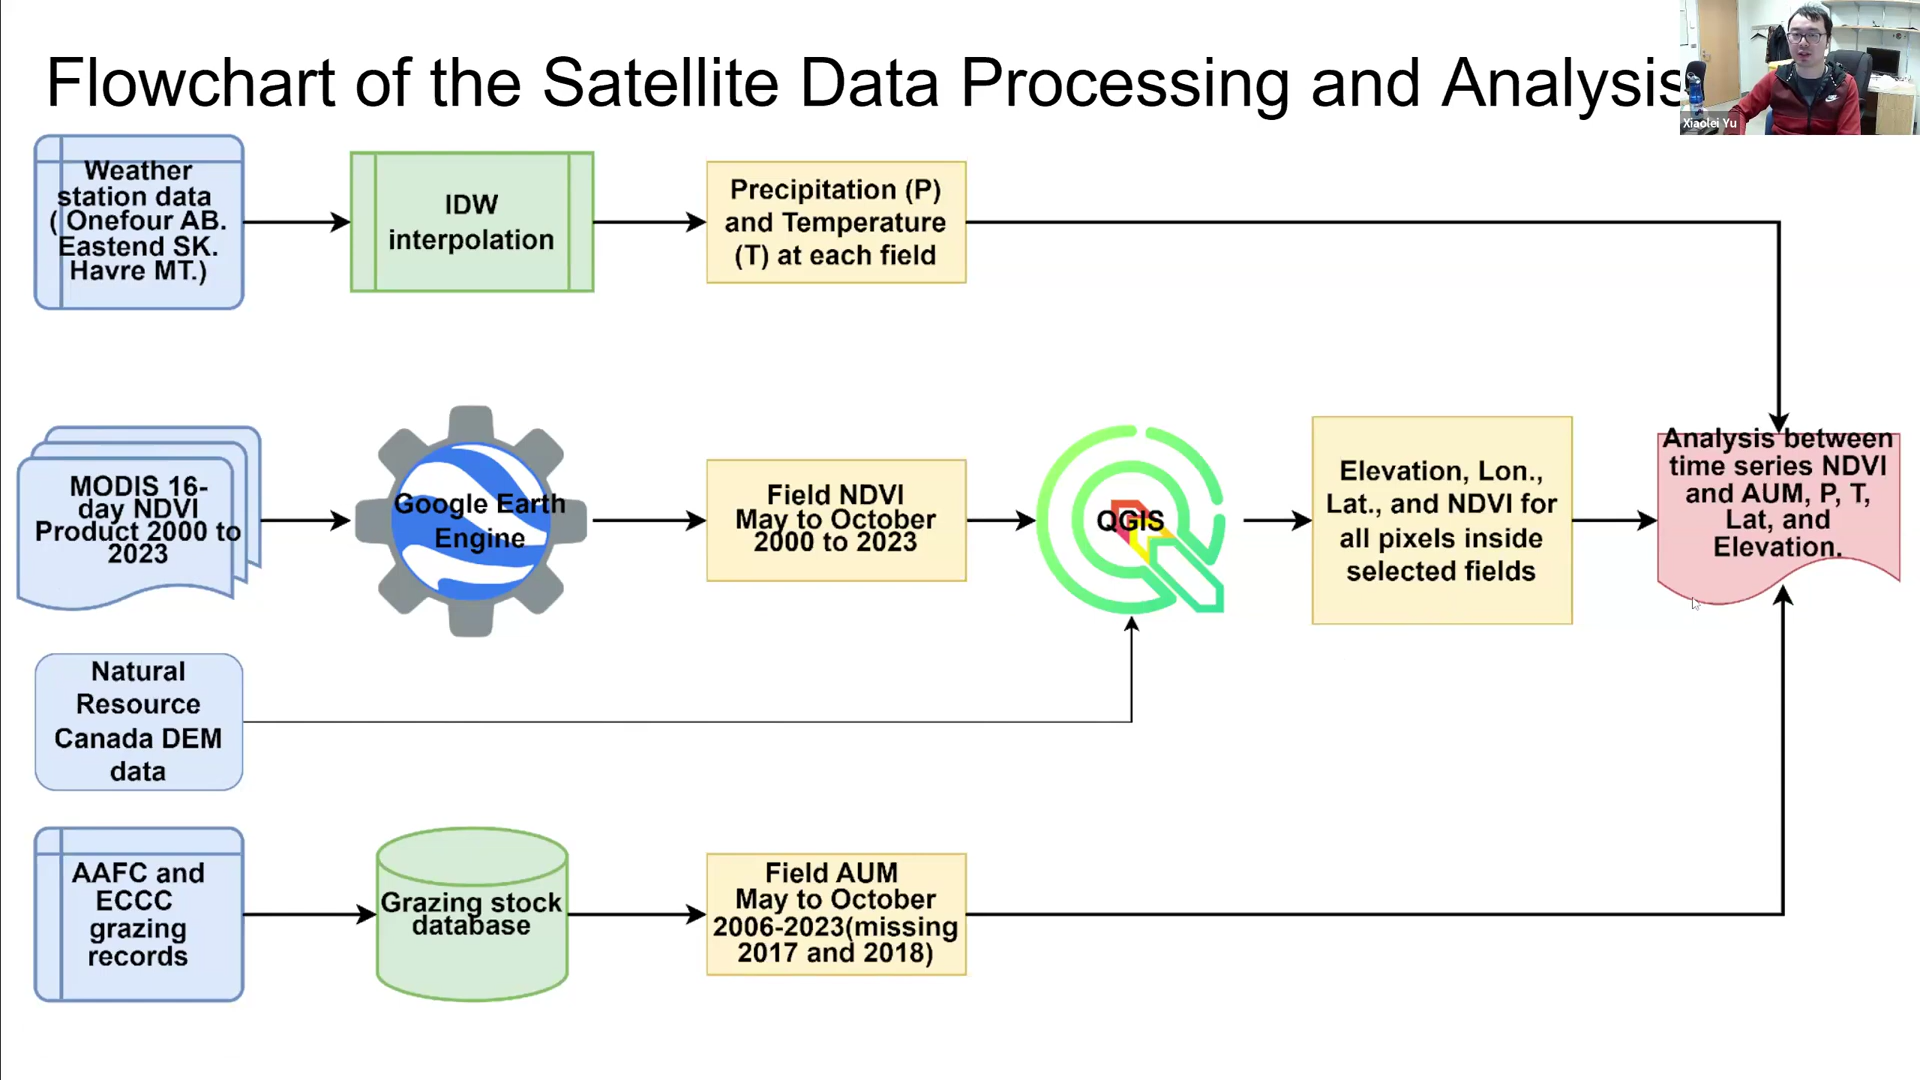 Flowchart of the Satellite Data Processing and Analysis
Xiaolei Yu
Weather
station data
( Onefour AB.
Eastend SK.
Havre MT.)
IDW
interpolation
Precipitation (P)
and Temperature
(T) at each field
MODIS 16-
day NDVI
Product 2000 to
2023
Google Earth
Engine
Field NDVI
May to October
2000 to 2023
QGIS
Elevation, Lon.,
Lat., and NDVI for
all pixels inside
selected fields
Analysis between
time series NDVI
and AUM, P, T,
Lat, and
Elevation.
Natural
Resource
Canada DEM
data
AAFC and
ECCC
grazing
records
Grazing stock
database
Field AUM
May to October
2006-2023(missing
2017 and 2018)